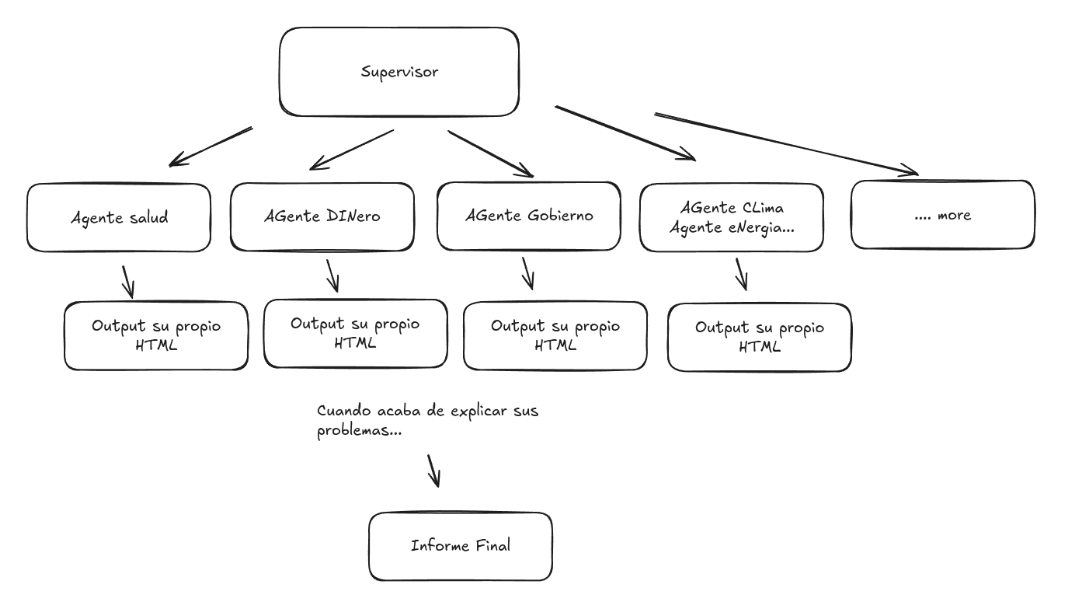 Supervisor
Agente salud
AGente DINero
AGente Gobierno
AGente CLima
Agente eNergia...
.... more
Output su propio
HTML
Output su propio
HTML
Output su propio
HTML
Output su propio
HTML
Cuando acaba de explicar sus
problemas...
Informe Final